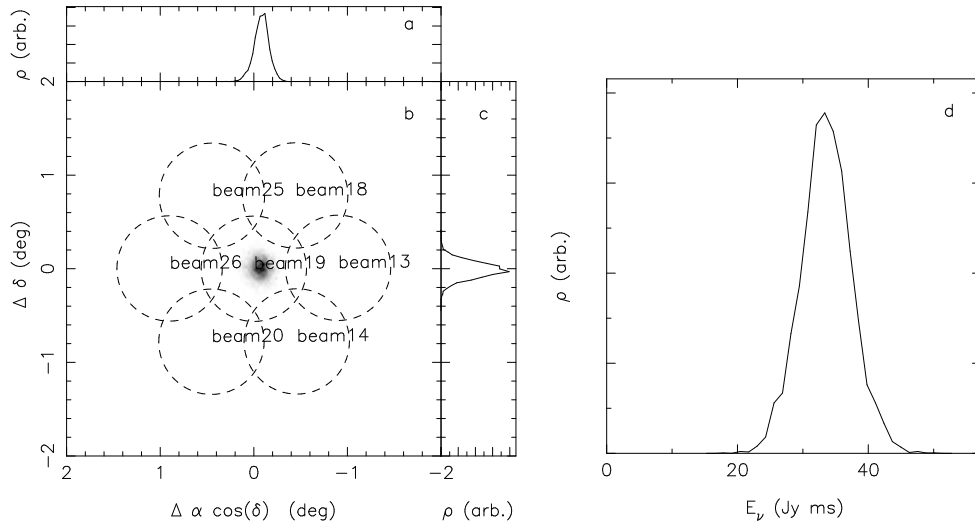 a
ρ (arb.)
2
b
c
d
1
beam25
beam18
Δ δ (deg)
0
beam26
beam19
beam13
ρ (arb.)
beam20
beam14
−1
−2
2
1
0
−1
−2
0
20
40
Δ α cos(δ) (deg)
ρ (arb.)
E_ν (Jy ms)